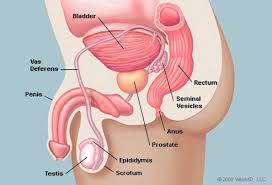 Bladder
Vas
Deferens
Penis
Rectum
Seminal
Vesicles
Anus
Prostate
Epididymis
Testis
Scrotum